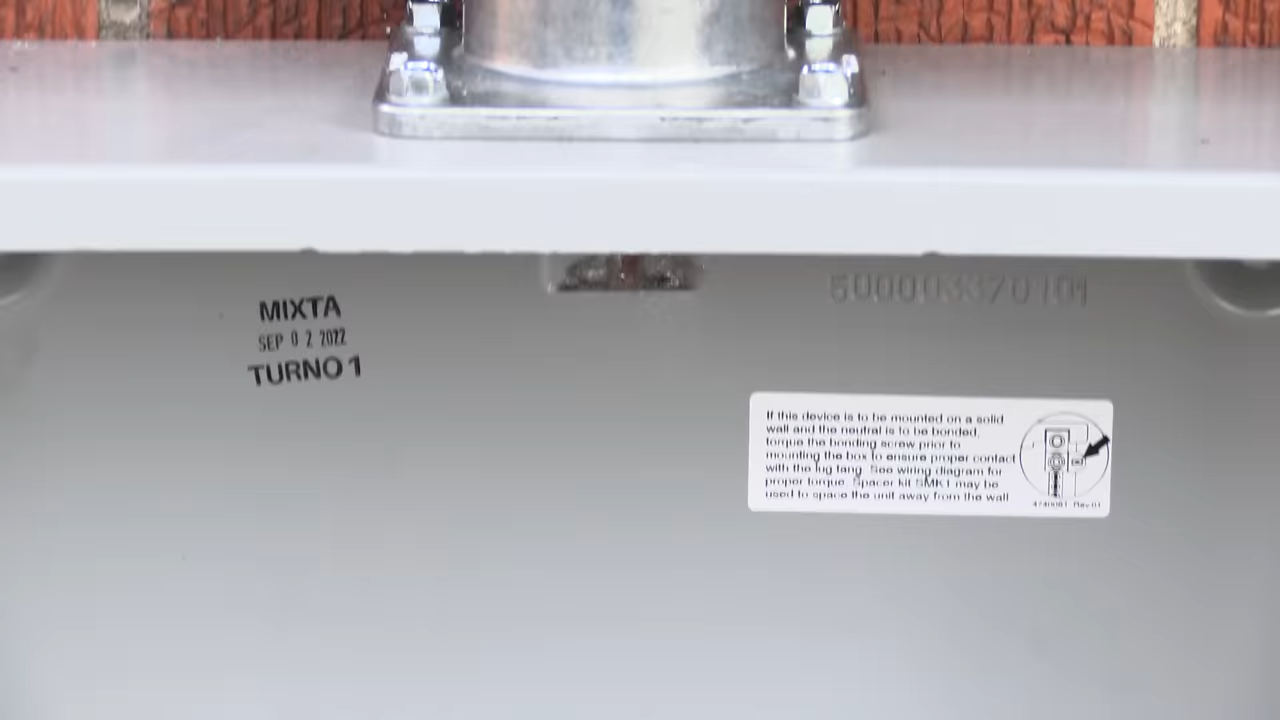 MIXTA
SEP 0 2 2022
TURNO 1
500003370101
If this device is to be mounted on a solid
wall and the neutral is to be bonded,
torque the bonding screw prior to
mounting the box to ensure proper contact
with the lug tang. See wiring diagram for
proper torque. Spacer kit SMK1 may be
used to space the unit away from the wall
Rev 01